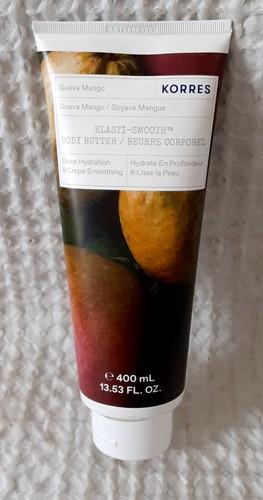 Guava Mango
KORRES
Guava Mango / Goyave Mangue
ELASTI-SMOOTH™
BODY BUTTER / BEURRE CORPOREL
Deep Hydration
& Crepe Smoothing
Hydrate En Profondeur
& Lisse la Peau
℮ 400 mL
13.53 FL. OZ.